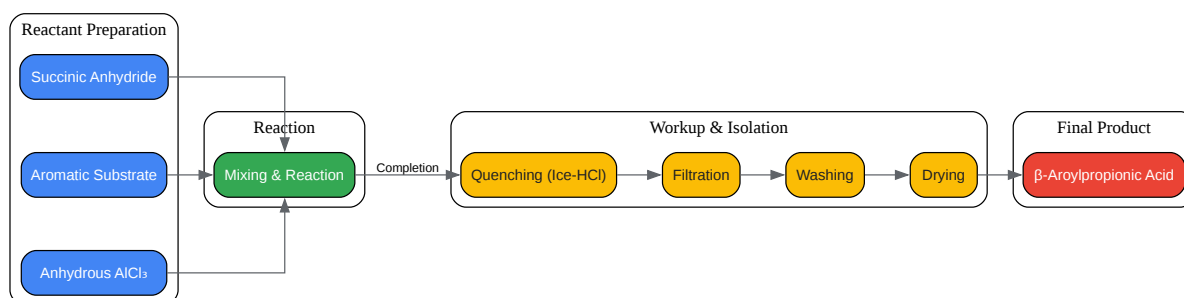 Reactant Preparation
Succinic Anhydride
Aromatic Substrate
Anhydrous AlCl₃
Reaction
Mixing & Reaction
Completion
Workup & Isolation
Quenching (Ice-HCl)
Filtration
Washing
Drying
Final Product
β-Aroylpropionic Acid